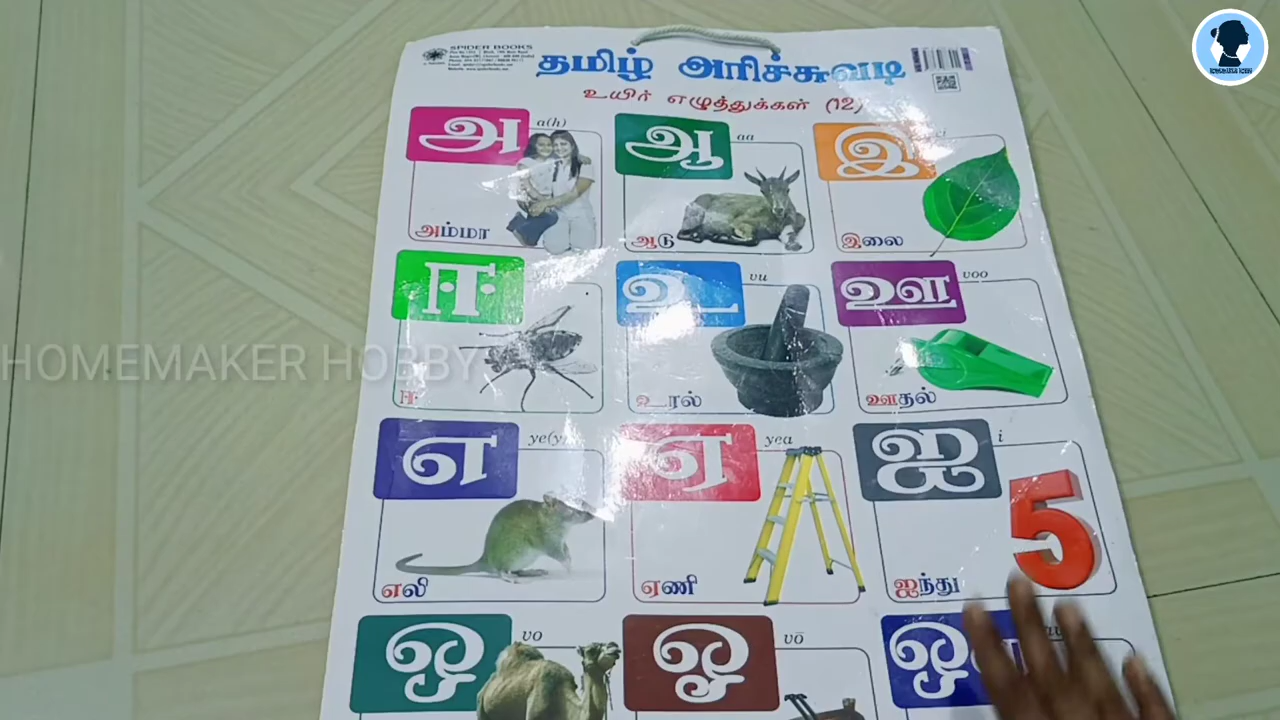 SPIDER BOOKS
தமிழ் அரிச்சுவடி
உயிர் எழுத்துக்கள் (12)
அ a(h) ஆ aa இ
அம்மா ஆடு இலை
ஈ உ vu ஊ voo
ஈ உரல் ஊதல்
HOMEMAKER HOBBY
எ ஏ yea ஐ i
5
எலி ஏணி ஐந்து
ஒ vo ஓ vō